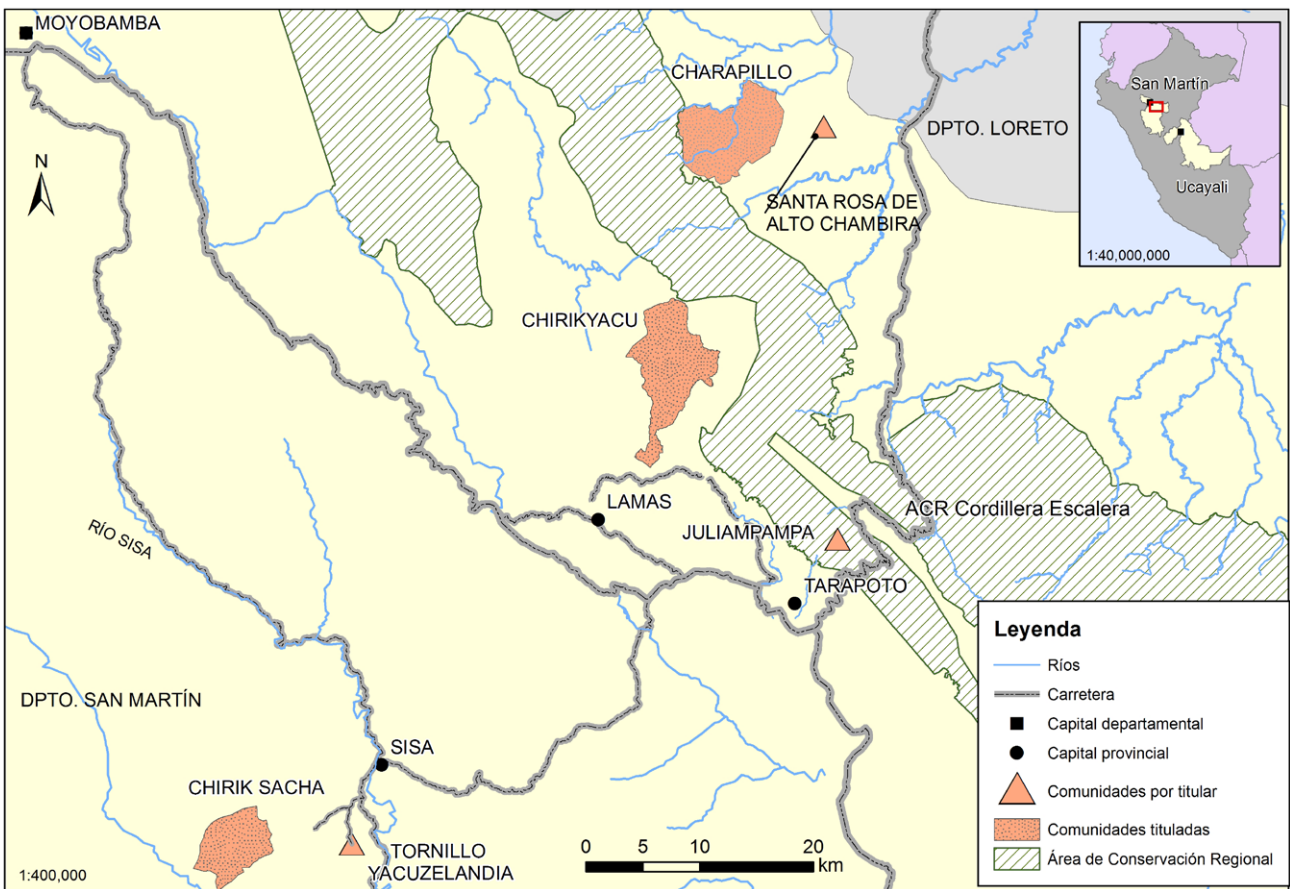 MOYOBAMBA
CHARAPILLO
DPTO. LORETO
San Martín
Ucayali
1:40,000,000
N
SANTA ROSA DE
ALTO CHAMBIRA
CHIRIKYACU
LAMAS
JULIAMPAMPA
ACR Cordillera Escalera
TARAPOTO
RÍO SISA
DPTO. SAN MARTÍN
SISA
CHIRIK SACHA
TORNILLO
YACUZELANDIA
1:400,000
0 5 10 20
km
Leyenda
Ríos
Carretera
Capital departamental
Capital provincial
Comunidades por titular
Comunidades tituladas
Área de Conservación Regional